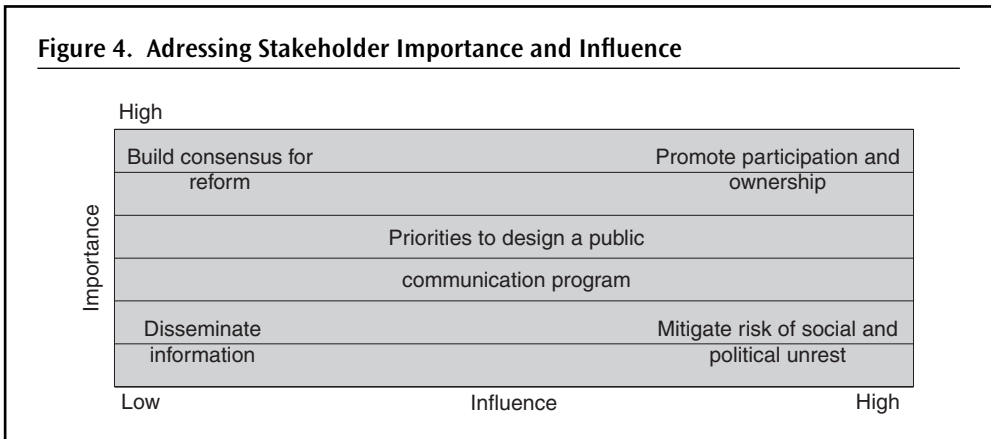 Figure 4. Adressing Stakeholder Importance and Influence
High
Build consensus for
reform
Promote participation and
ownership
Importance
Priorities to design a public
communication program
Disseminate
information
Mitigate risk of social and
political unrest
Low
Influence
High